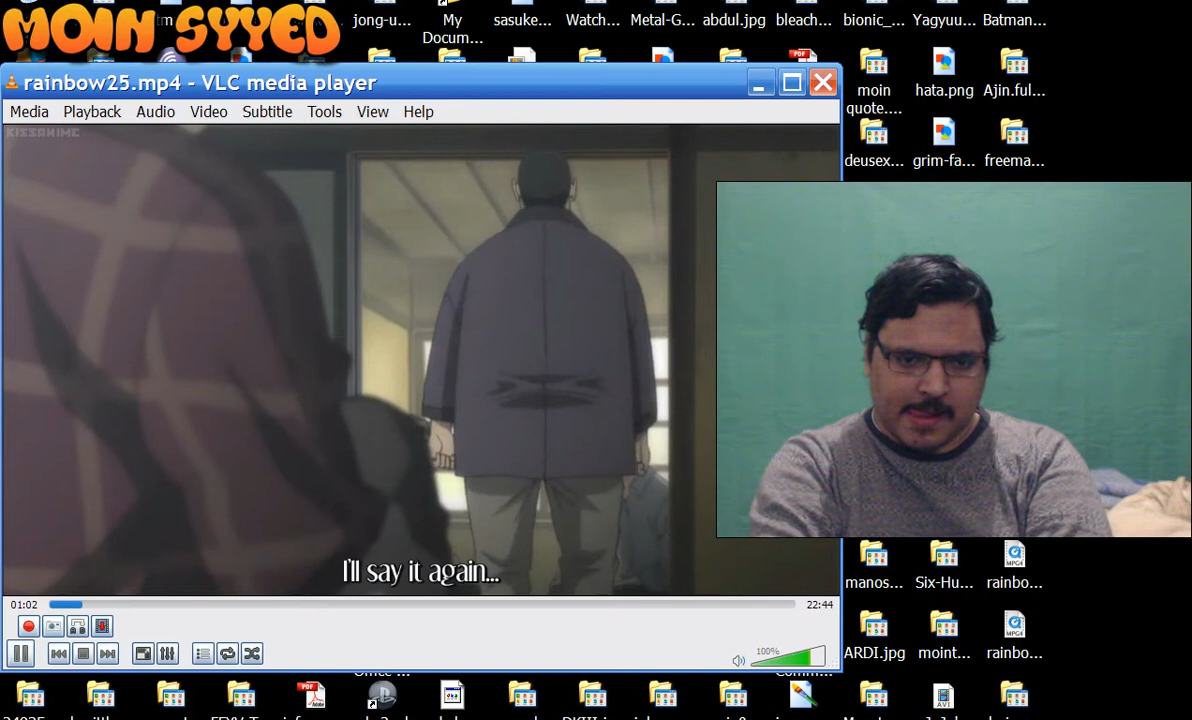 jong-u...
My
Docum...
sasuke...
Watch...
Metal-G...
abdul.jpg
bleach...
bionic_...
Yagyuu...
Batman...
MOIN SYYED
rainbow25.mp4 - VLC media player
Media Playback Audio Video Subtitle Tools View Help
KISSANIME
moin
quote....
hata.png
Ajin.ful...
deusex...
grim-fa...
freema...
I'll say it again...
01:02
22:44
100%
manos...
Six-Hu...
rainbo...
ARDI.jpg
moint...
rainbo...